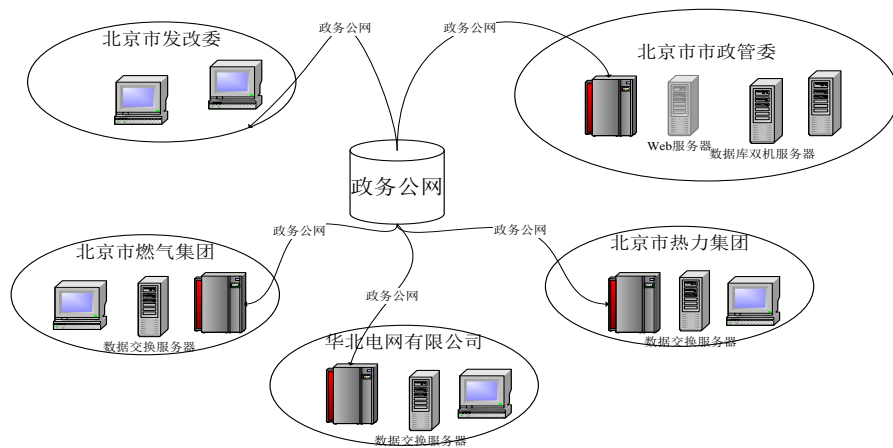 北京市发改委
政务公网
政务公网
北京市市政管委
Web服务器
数据库双机服务器
政务公网
北京市燃气集团
政务公网
政务公网
北京市热力集团
数据交换服务器
政务公网
数据交换服务器
华北电网有限公司
数据交换服务器